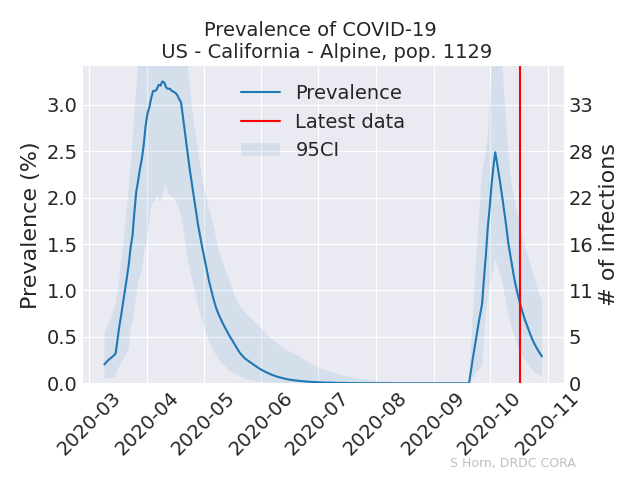 Prevalence of COVID-19
US - California - Alpine, pop. 1129
Prevalence
Latest data
95CI
Prevalence (%)
3.0
2.5
2.0
1.5
1.0
0.5
0.0
33
28
22
16
11
5
0
# of infections
2020-03
2020-04
2020-05
2020-06
2020-07
2020-08
2020-09
2020-10
2020-11
S Horn, DRDC CORA